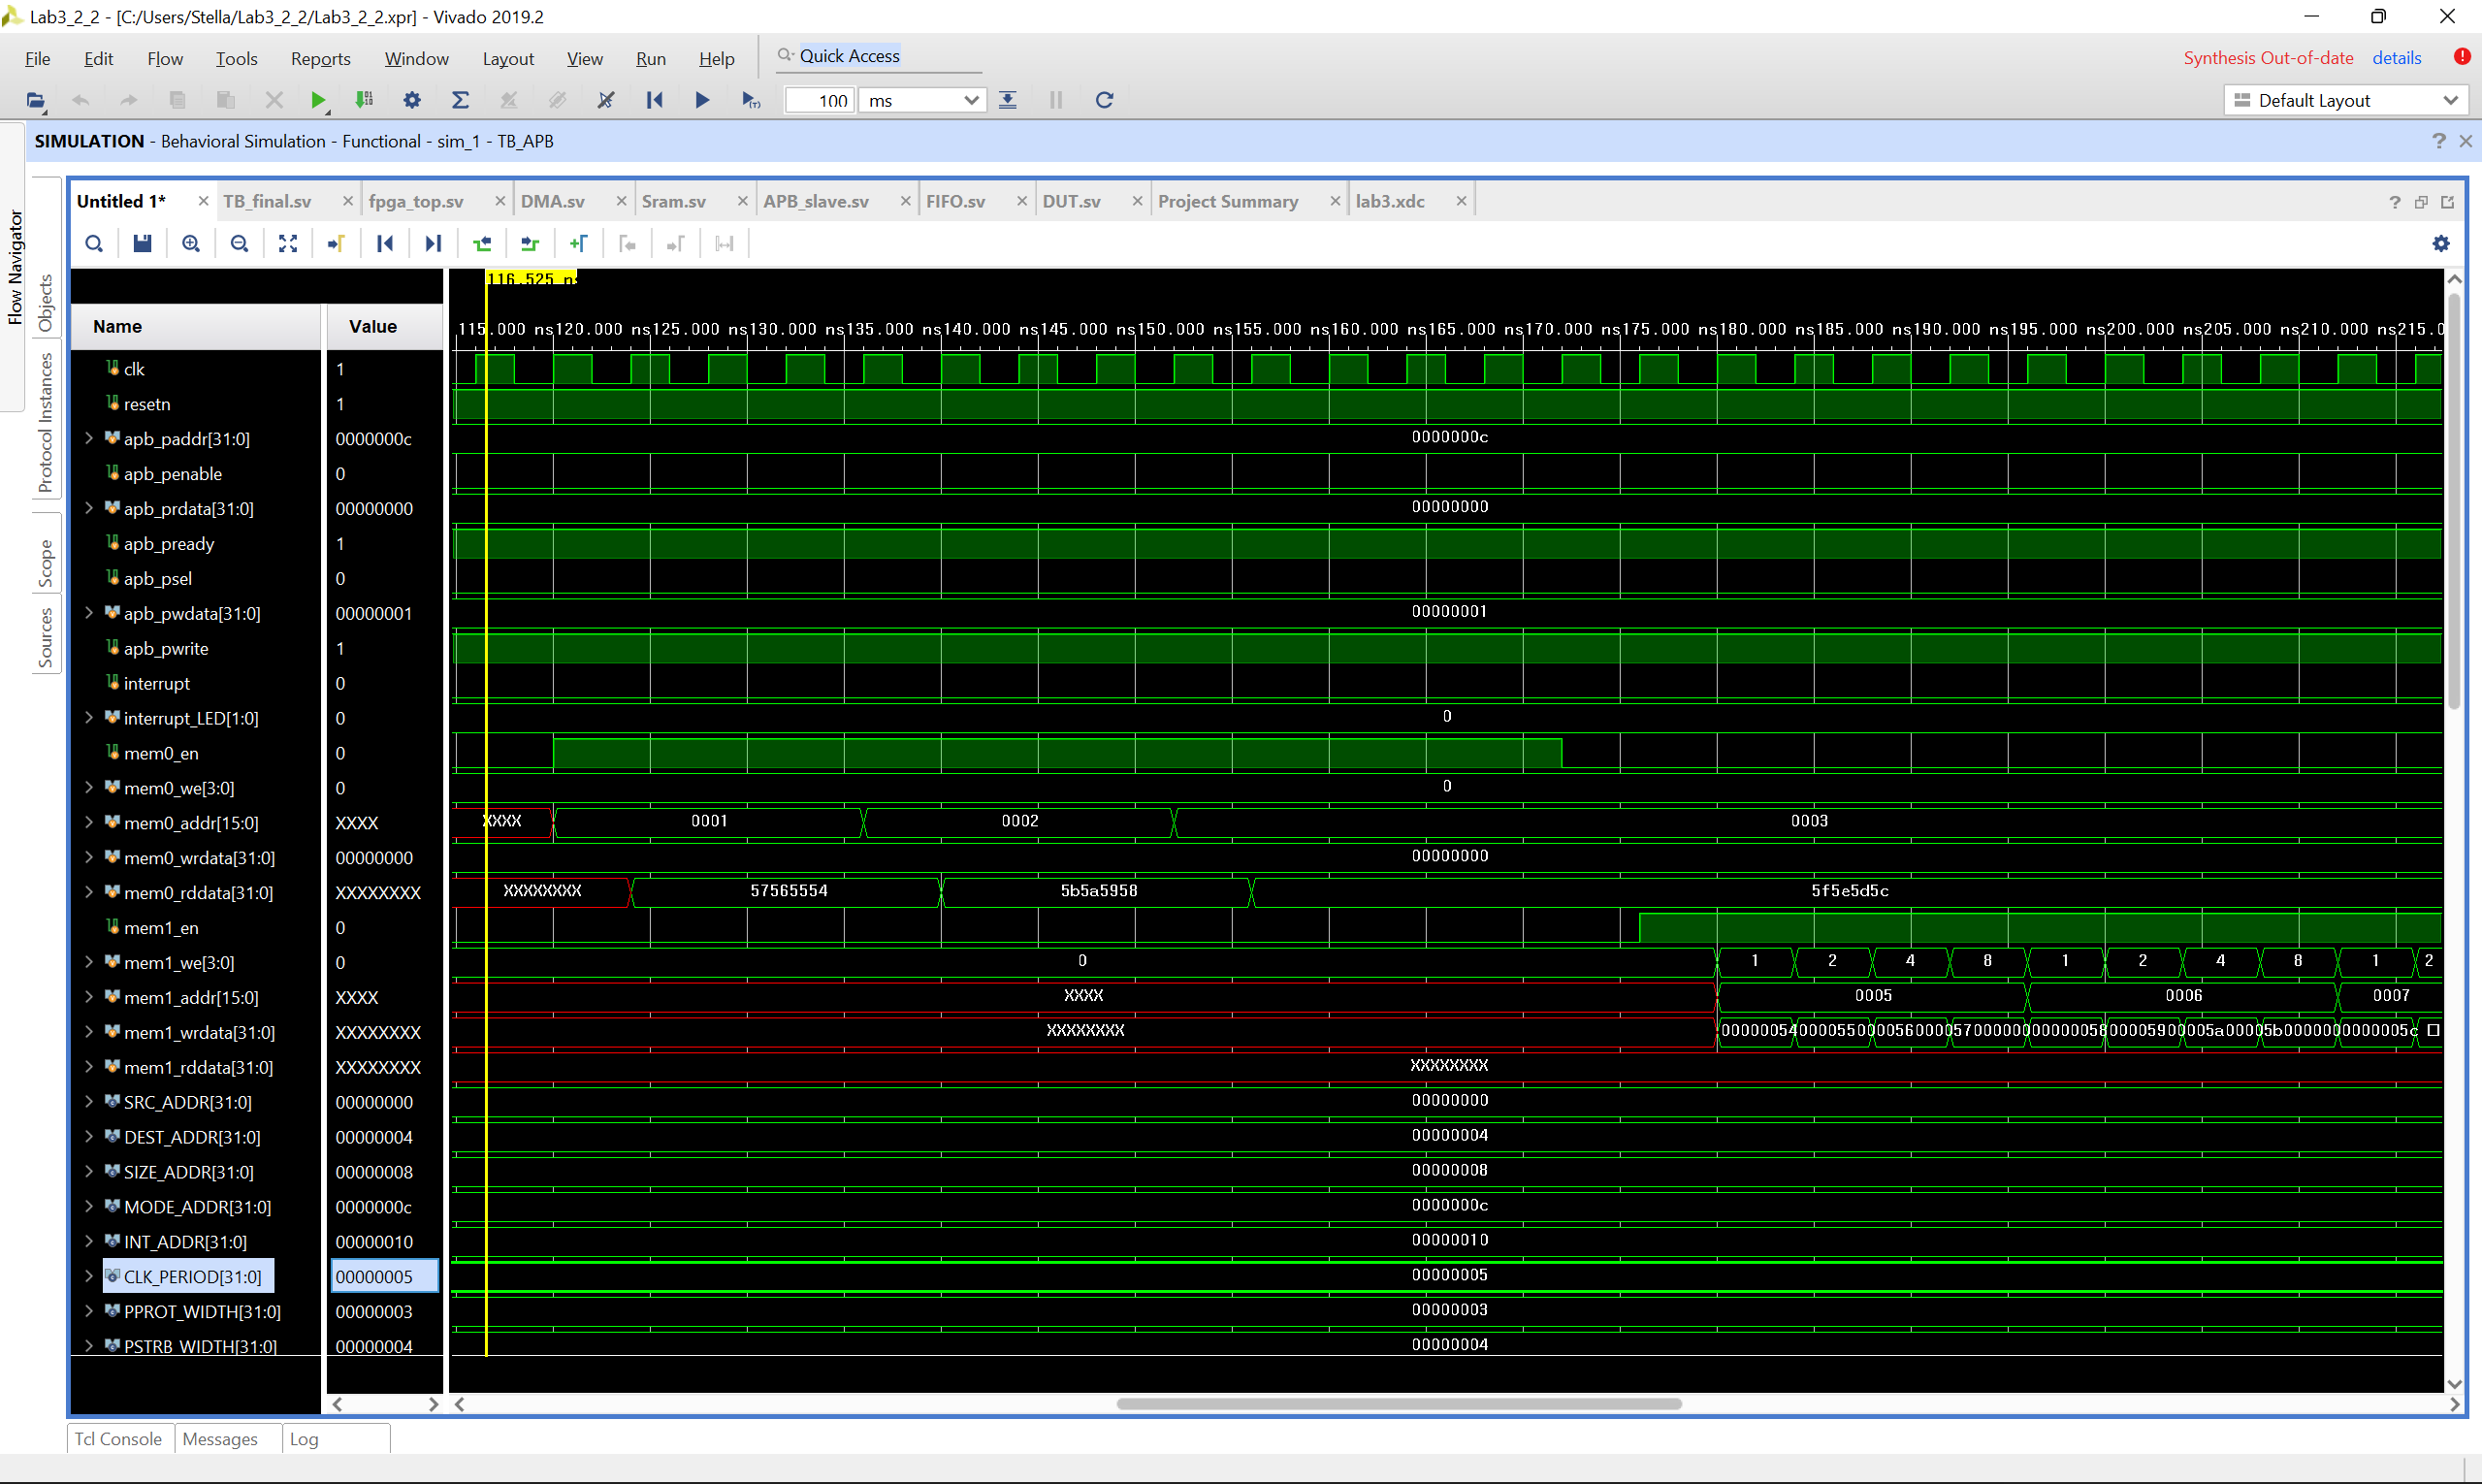 Lab3_2_2 - [C:/Users/Stella/Lab3_2_2/Lab3_2_2.xpr] - Vivado 2019.2
File Edit Flow Tools Reports Window Layout View Run Help Quick Access
Synthesis Out-of-date details
100 ms
Default Layout
SIMULATION - Behavioral Simulation - Functional - sim_1 - TB_APB
Flow Navigator
Objects
Protocol Instances
Scope
Sources
Untitled 1* TB_final.sv fpga_top.sv DMA.sv Sram.sv APB_slave.sv FIFO.sv DUT.sv Project Summary lab3.xdc
116.525 ns
Name Value 115.000 ns 120.000 ns 125.000 ns 130.000 ns 135.000 ns 140.000 ns 145.000 ns 150.000 ns 155.000 ns 160.000 ns 165.000 ns 170.000 ns 175.000 ns 180.000 ns 185.000 ns 190.000 ns 195.000 ns 200.000 ns 205.000 ns 210.000 ns 215.0
clk 1
resetn 1
apb_paddr[31:0] 0000000c 0000000c
apb_penable 0
apb_prdata[31:0] 00000000 00000000
apb_pready 1
apb_psel 0
apb_pwdata[31:0] 00000001 00000001
apb_pwrite 1
interrupt 0
interrupt_LED[1:0] 0 0
mem0_en 0
mem0_we[3:0] 0 0
mem0_addr[15:0] XXXX XXXX 0001 0002 0003
mem0_wrdata[31:0] 00000000 00000000
mem0_rddata[31:0] XXXXXXXX XXXXXXXX 57565554 5b5a5958 5f5e5d5c
mem1_en 0
mem1_we[3:0] 0 0 1 2 4 8 1 2 4 8 1 2
mem1_addr[15:0] XXXX XXXX 0005 0006 0007
mem1_wrdata[31:0] XXXXXXXX XXXXXXXX 00000054 00005500 00560000 57000000 00000058 00005900 005a0000 5b000000 0000005c
mem1_rddata[31:0] XXXXXXXX XXXXXXXX
SRC_ADDR[31:0] 00000000 00000000
DEST_ADDR[31:0] 00000004 00000004
SIZE_ADDR[31:0] 00000008 00000008
MODE_ADDR[31:0] 0000000c 0000000c
INT_ADDR[31:0] 00000010 00000010
CLK_PERIOD[31:0] 00000005 00000005
PPROT_WIDTH[31:0] 00000003 00000003
PSTRB_WIDTH[31:0] 00000004 00000004
Tcl Console Messages Log